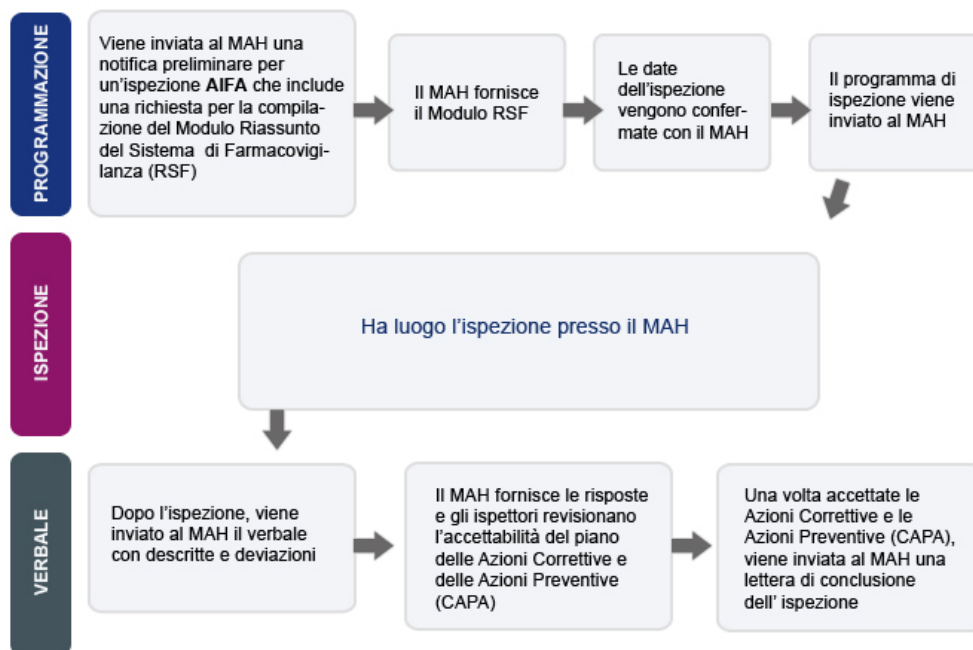 PROGRAMMAZIONE
Viene inviata al MAH una
notifica preliminare per
un'ispezione AIFA che include
una richiesta per la compila-
zione del Modulo Riassunto
del Sistema di Farmacovigi-
lanza (RSF)
Il MAH fornisce
il Modulo RSF
Le date
dell'ispezione
vengono confer-
mate con il MAH
Il programma di
ispezione viene
inviato al MAH
ISPEZIONE
Ha luogo l'ispezione presso il MAH
VERBALE
Dopo l'ispezione, viene
inviato al MAH il verbale
con descritte e deviazioni
Il MAH fornisce le risposte
e gli ispettori revisionano
l'accettabilità del piano
delle Azioni Correttive e
delle Azioni Preventive
(CAPA)
Una volta accettate le
Azioni Correttive e le
Azioni Preventive (CAPA),
viene inviata al MAH una
lettera di conclusione
dell' ispezione